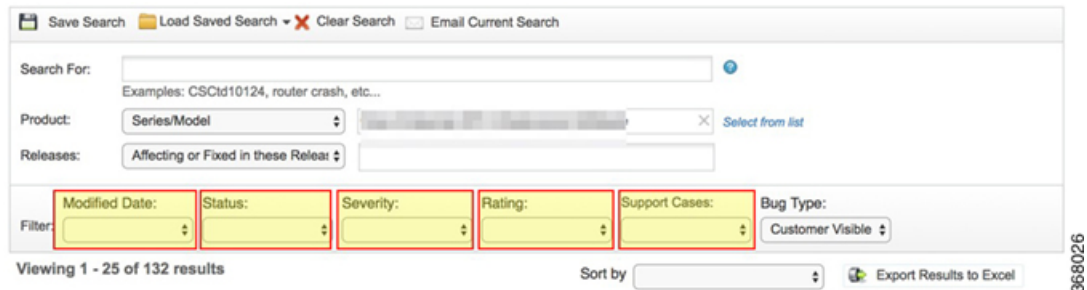 Save Search Load Saved Search Clear Search Email Current Search
Search For:
Examples: CSCtd10124, router crash, etc...
Product: Series/Model Select from list
Releases: Affecting or Fixed in these Releas
Filter: Modified Date: Status: Severity: Rating: Support Cases: Bug Type:
Customer Visible
Viewing 1 - 25 of 132 results Sort by Export Results to Excel
368026